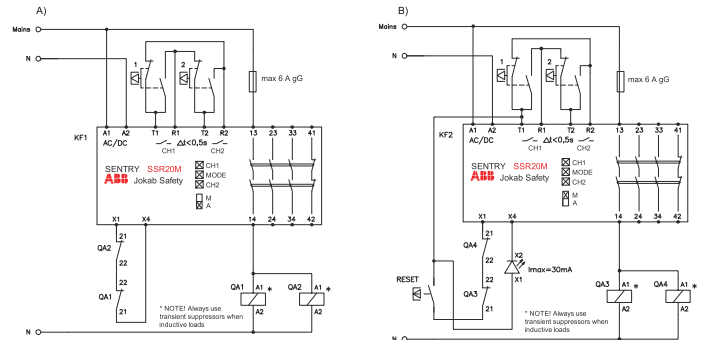 A)
Mains
N
1
2
max 6 A gG
A1 A2 T1 R1 T2 R2 13 23 33 41
KF1
AC/DC
Δt<0,5s
CH1
CH2
SENTRY SSR20M
ABB Jokab Safety
CH1
MODE
CH2
M
A
X1 X4 14 24 34 42
21
QA2
22
22
QA1
21
QA1 A1 *
A2
QA2 A1 *
A2
* NOTE! Always use
transient suppressors when
inductive loads
N
B)
Mains
N
1
2
max 6 A gG
A1 A2 T1 R1 T2 R2 13 23 33 41
KF2
AC/DC
Δt<0,5s
CH1
CH2
SENTRY SSR20M
ABB Jokab Safety
CH1
MODE
CH2
M
A
X1 X4 14 24 34 42
21
QA4
22
X2
Imax=30mA
X1
RESET
22
QA3
21
QA3 A1 *
A2
QA4 A1 *
A2
* NOTE! Always use
transient suppressors when
inductive loads
N